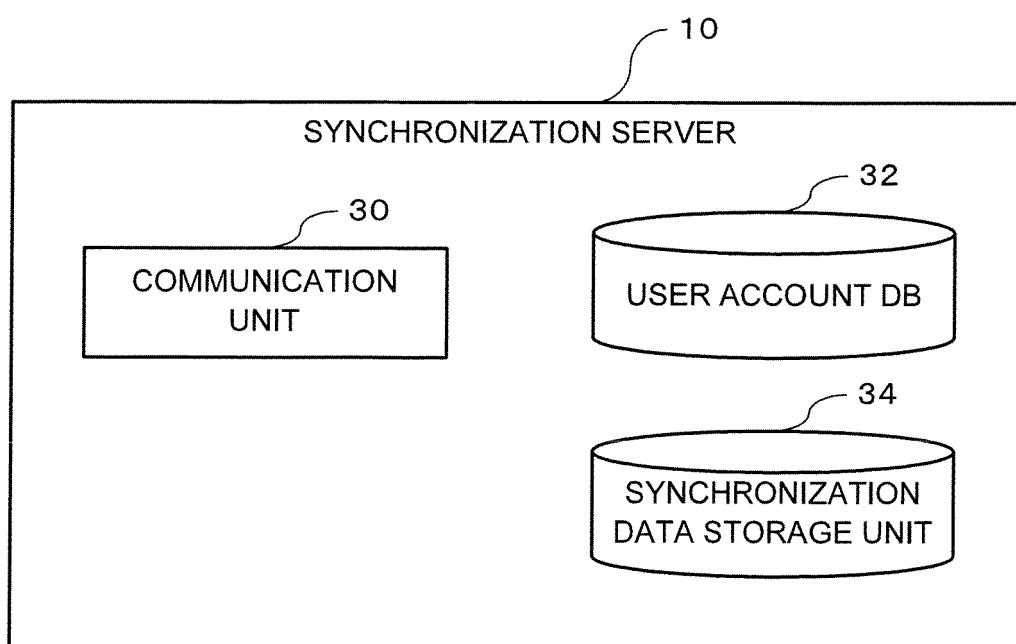 10
SYNCHRONIZATION SERVER
30
COMMUNICATION
UNIT
32
USER ACCOUNT DB
34
SYNCHRONIZATION
DATA STORAGE UNIT